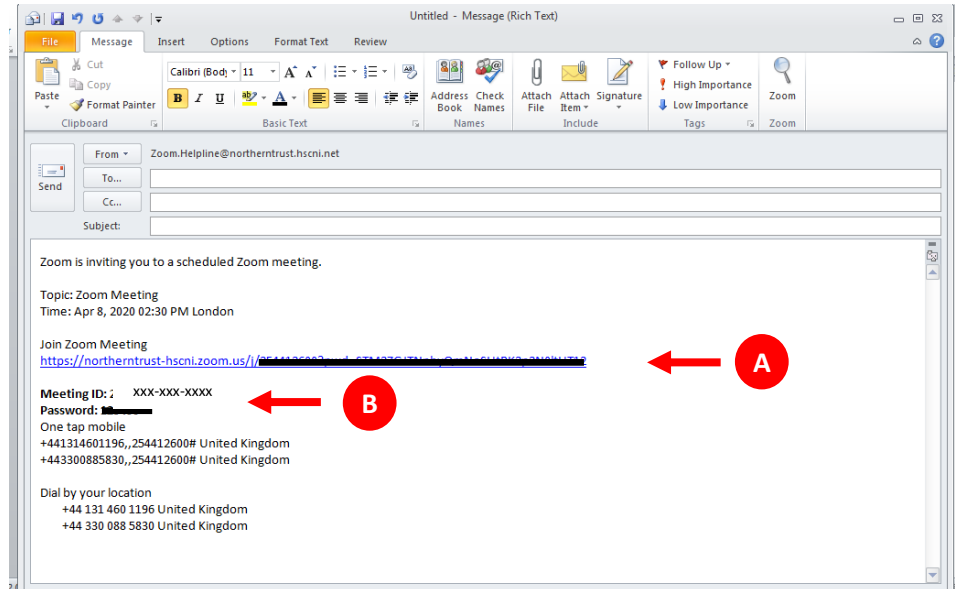 Untitled - Message (Rich Text)
File Message Insert Options Format Text Review
Cut
Copy
Format Painter
Paste
Clipboard
Calibri (Body 11
B I U
Basic Text
Address Book
Check Names
Names
Attach File
Attach Item
Signature
Include
Follow Up
High Importance
Low Importance
Tags
Zoom
Zoom
Send
From Zoom.Helpline@northerntrust.hscni.net
To...
Cc...
Subject:
Zoom is inviting you to a scheduled Zoom meeting.
Topic: Zoom Meeting
Time: Apr 8, 2020 02:30 PM London
Join Zoom Meeting
https://northerntrust-hscni.zoom.us/j/
A
Meeting ID: XXX-XXX-XXXX
B
Password:
One tap mobile
+441314601196,,254412600# United Kingdom
+443300885830,,254412600# United Kingdom
Dial by your location
+44 131 460 1196 United Kingdom
+44 330 088 5830 United Kingdom